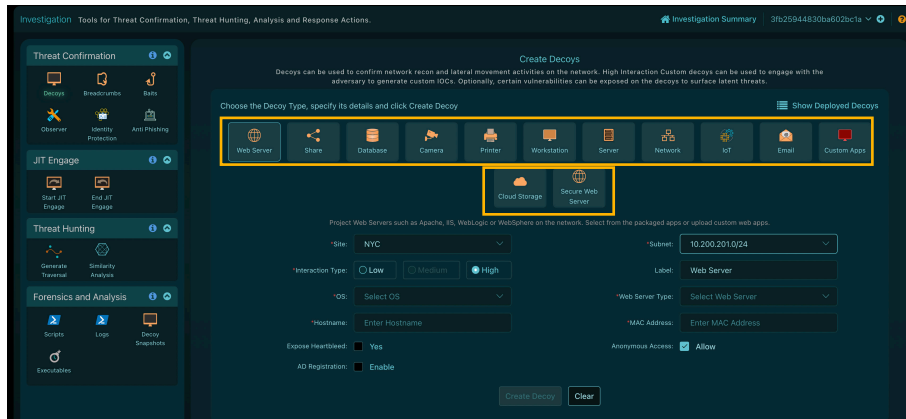 Investigation Tools for Threat Confirmation, Threat Hunting, Analysis and Response Actions.
Investigation Summary
3fb25944830ba602bc1a
Threat Confirmation
Decoys
Breadcrumbs
Baits
Observer
Identity Protection
Anti Phishing
JIT Engage
Start JIT Engage
End JIT Engage
Threat Hunting
Generate Traversal
Similarity Analysis
Forensics and Analysis
Scripts
Logs
Decoy Snapshots
Executables
Create Decoys
Decoys can be used to confirm network recon and lateral movement activities on the network. High Interaction Custom decoys can be used to engage with the
adversary to generate custom IOCs. Optionally, certain vulnerabilities can be exposed on the decoys to surface latent threats.
Choose the Decoy Type, specify its details and click Create Decoy
Show Deployed Decoys
Web Server
Share
Database
Camera
Printer
Workstation
Server
Network
IoT
Email
Custom Apps
Cloud Storage
Secure Web Server
Project Web Servers such as Apache, IIS, WebLogic or WebSphere on the network. Select from the packaged apps or upload custom web apps.
*Site: NYC
*Subnet: 10.200.201.0/24
*Interaction Type: Low Medium High
Label: Web Server
*OS: Select OS
*Web Server Type: Select Web Server
*Hostname: Enter Hostname
*MAC Address: Enter MAC Address
Expose Heartbleed: Yes
Anonymous Access: Allow
AD Registration: Enable
Create Decoy
Clear